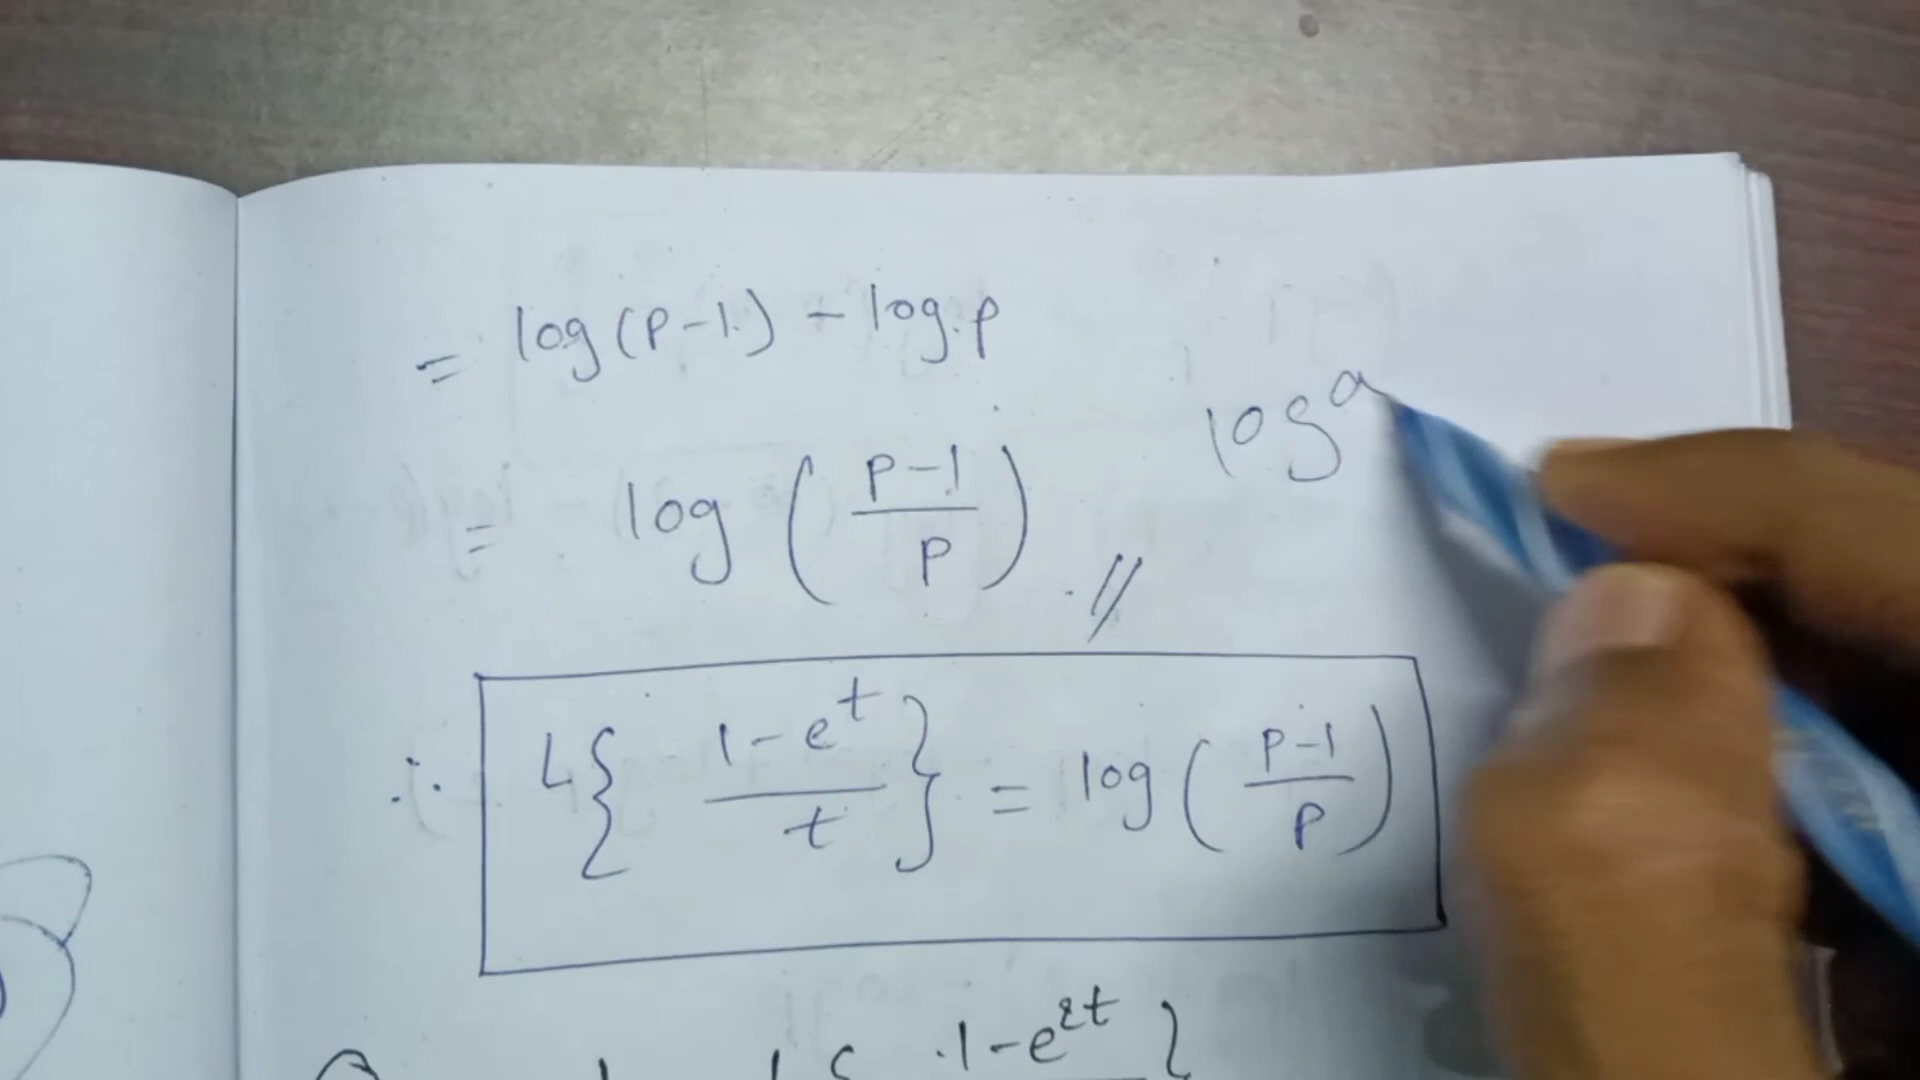 = log(p-1) - log p
log a
= log (p-1/p) //
∴ L{1-e^t/t} = log (p-1/p)
1-e^2t }